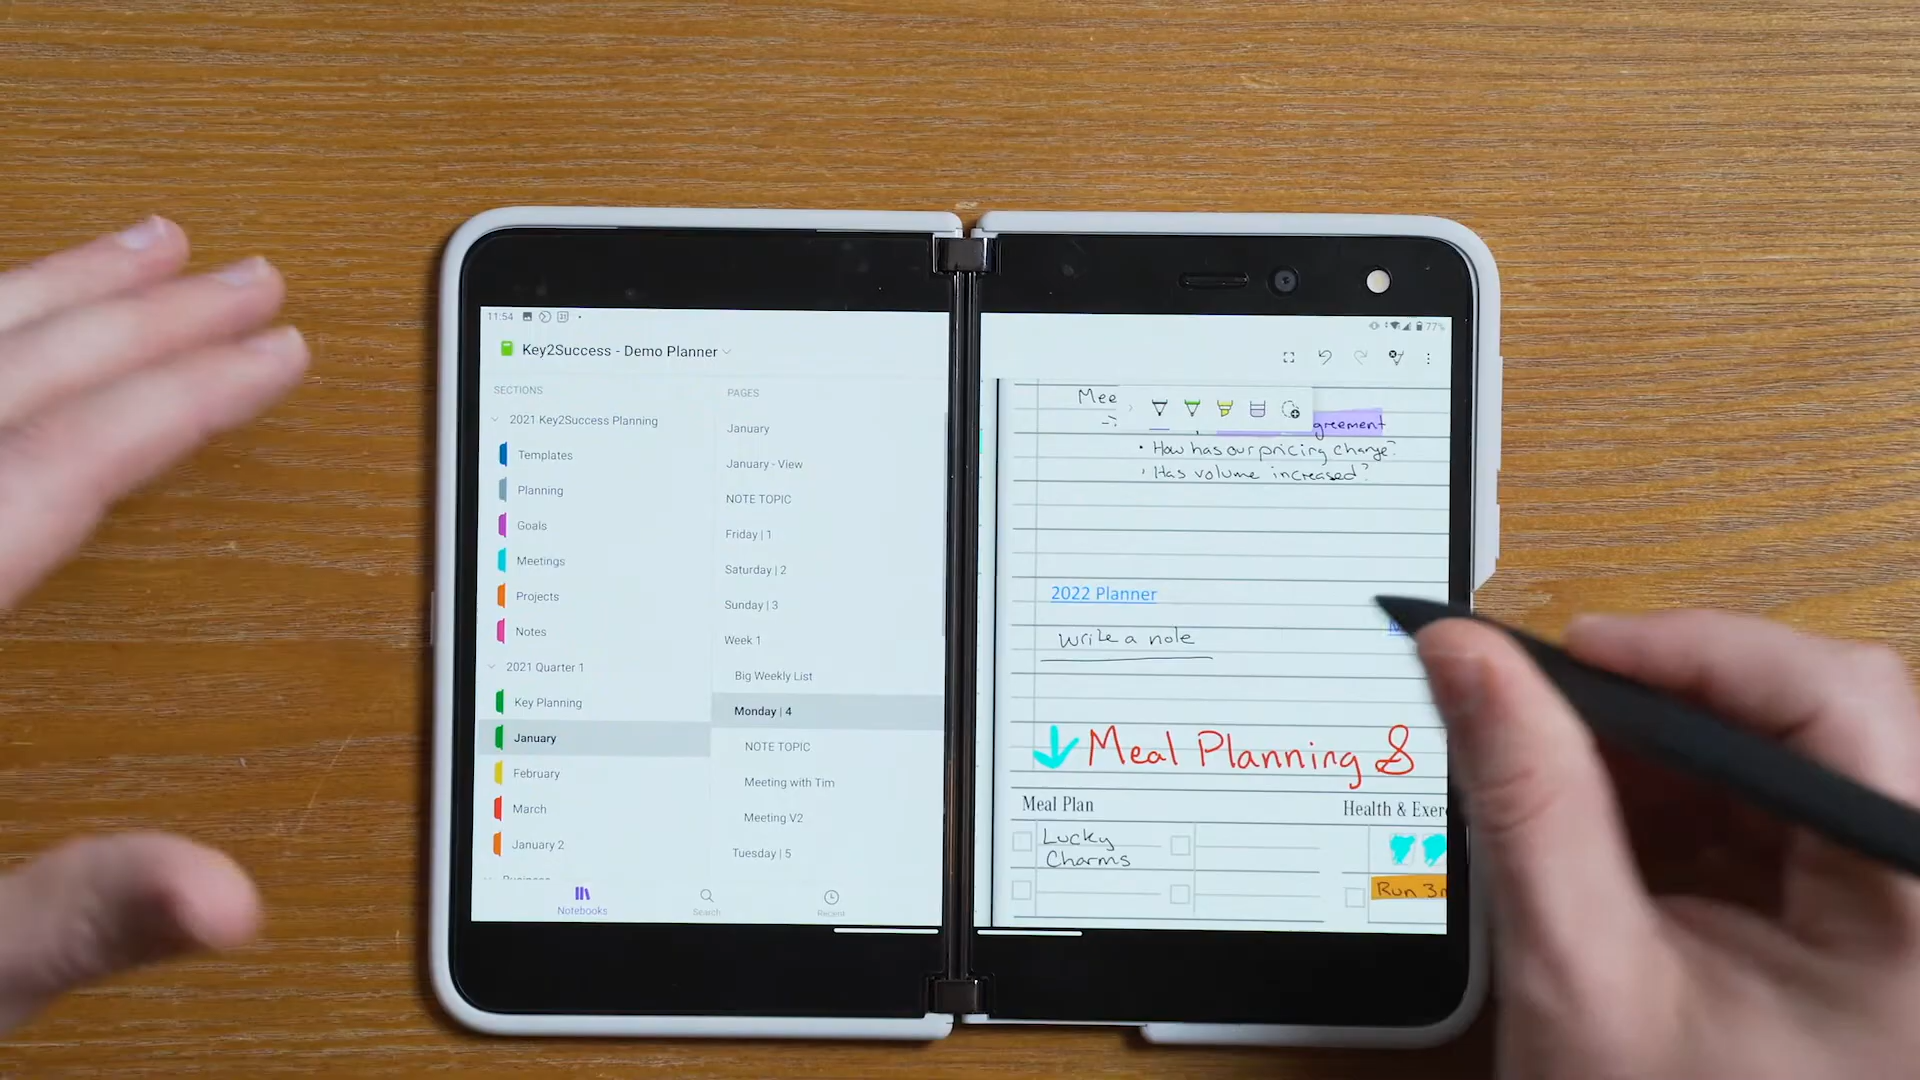 11:54
Key2Success - Demo Planner
SECTIONS
2021 Key2Success Planning
Templates
Planning
Goals
Meetings
Projects
Notes
2021 Quarter 1
Key Planning
January
February
March
January 2
Business
Notebooks
Search
Recent
PAGES
January
January - View
NOTE TOPIC
Friday | 1
Saturday | 2
Sunday | 3
Week 1
Big Weekly List
Monday | 4
NOTE TOPIC
Meeting with Tim
Meeting V2
Tuesday | 5
77%
Mee
greement
• How has our pricing change?
• Has volume increased?
2022 Planner
write a note
Meal Planning &
Meal Plan
Health & Exer
Lucky
Charms
Run 3